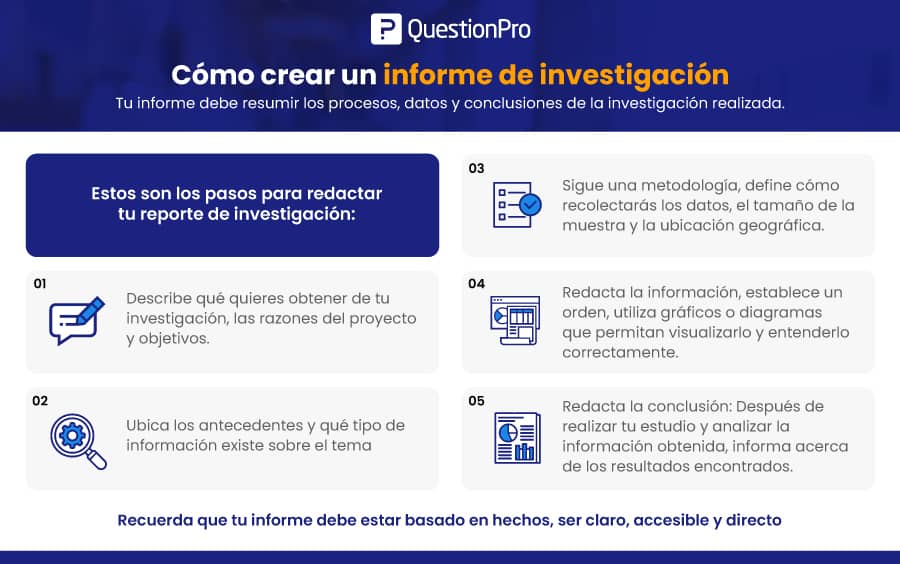 QuestionPro
Cómo crear un informe de investigación
Tu informe debe resumir los procesos, datos y conclusiones de la investigación realizada.
Estos son los pasos para redactar
tu reporte de investigación:
01
Describe qué quieres obtener de tu
investigación, las razones del proyecto
y objetivos.
02
Ubica los antecedentes y qué tipo de
información existe sobre el tema
03
Sigue una metodología, define cómo
recolectarás los datos, el tamaño de la
muestra y la ubicación geográfica.
04
Redacta la información, establece un
orden, utiliza gráficos o diagramas
que permitan visualizarlo y entenderlo
correctamente.
05
Redacta la conclusión: Después de
realizar tu estudio y analizar la
información obtenida, informa acerca
de los resultados encontrados.
Recuerda que tu informe debe estar basado en hechos, ser claro, accesible y directo